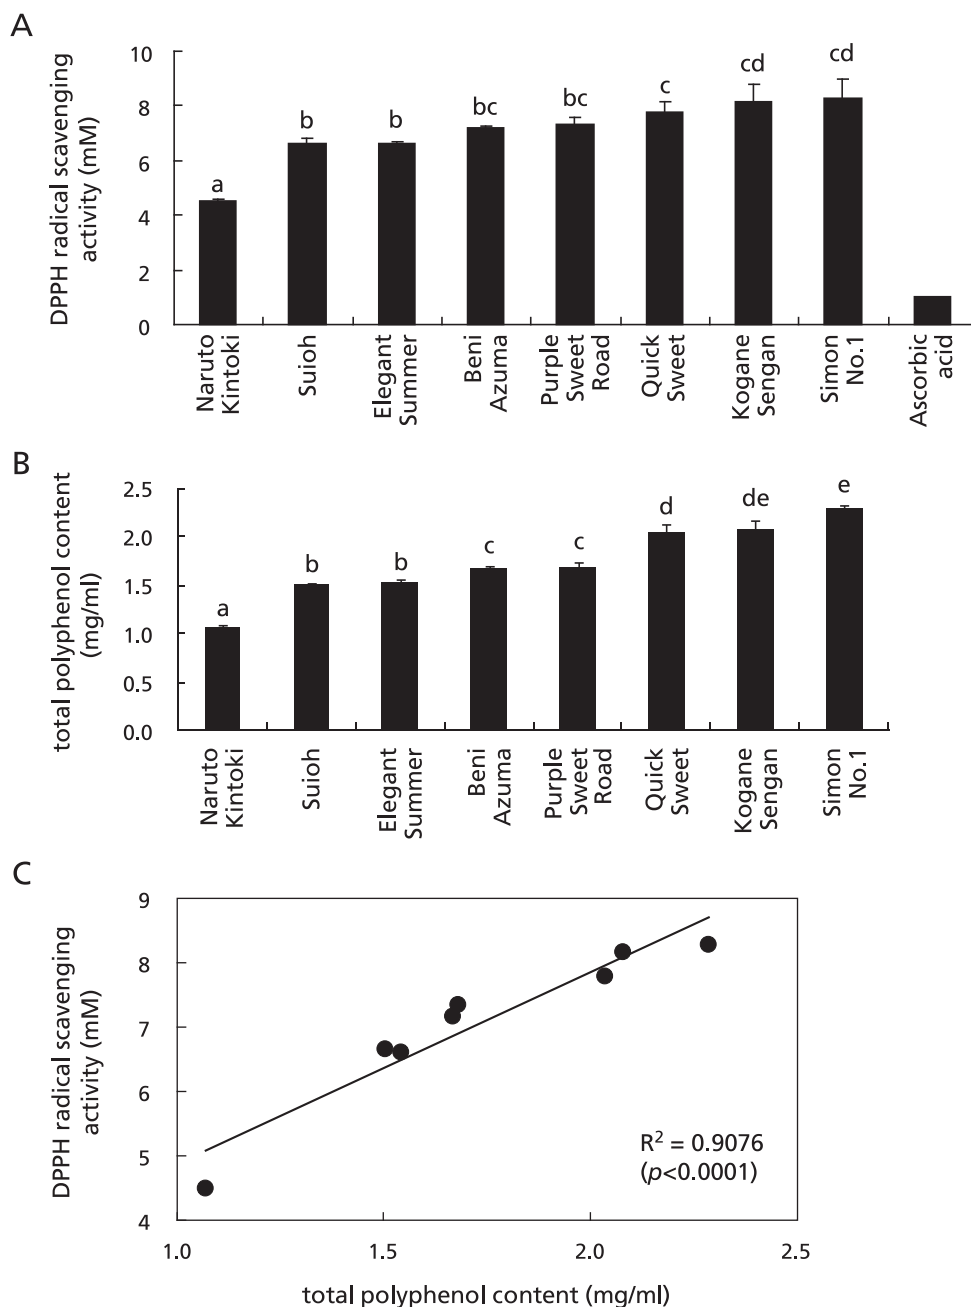 A
DPPH radical scavenging
activity (mM)
10
8
6
4
2
0
a
b
b
bc
bc
c
cd
cd
Naruto
Kintoki
Suioh
Elegant
Summer
Beni
Azuma
Purple
Sweet
Road
Quick
Sweet
Kogane
Sengan
Simon
No.1
Ascorbic
acid
B
total polyphenol content
(mg/ml)
2.5
2.0
1.5
1.0
0.5
0.0
a
b
b
c
c
d
de
e
Naruto
Kintoki
Suioh
Elegant
Summer
Beni
Azuma
Purple
Sweet
Road
Quick
Sweet
Kogane
Sengan
Simon
No.1
C
DPPH radical scavenging
activity (mM)
9
8
7
6
5
4
R² = 0.9076
(p<0.0001)
1.0
1.5
2.0
2.5
total polyphenol content (mg/ml)